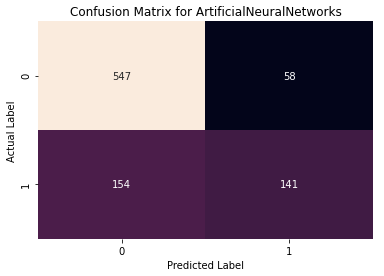 Confusion Matrix for ArtificialNeuralNetworks
Actual Label
0
547
58
1
154
141
0
1
Predicted Label